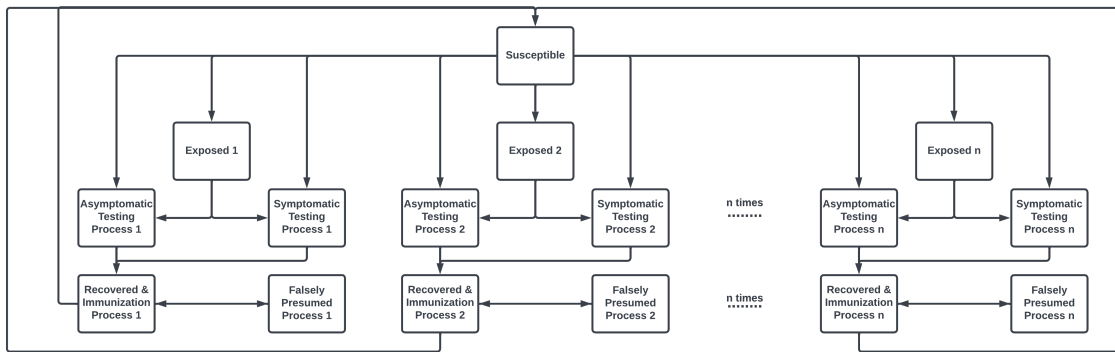 Susceptible
Exposed 1
Exposed 2
Exposed n
Asymptomatic
Testing
Process 1
Symptomatic
Testing
Process 1
Asymptomatic
Testing
Process 2
Symptomatic
Testing
Process 2
n times
........
Asymptomatic
Testing
Process n
Symptomatic
Testing
Process n
Recovered &
Immunization
Process 1
Falsely
Presumed
Process 1
Recovered &
Immunization
Process 2
Falsely
Presumed
Process 2
n times
........
Recovered &
Immunization
Process n
Falsely
Presumed
Process n